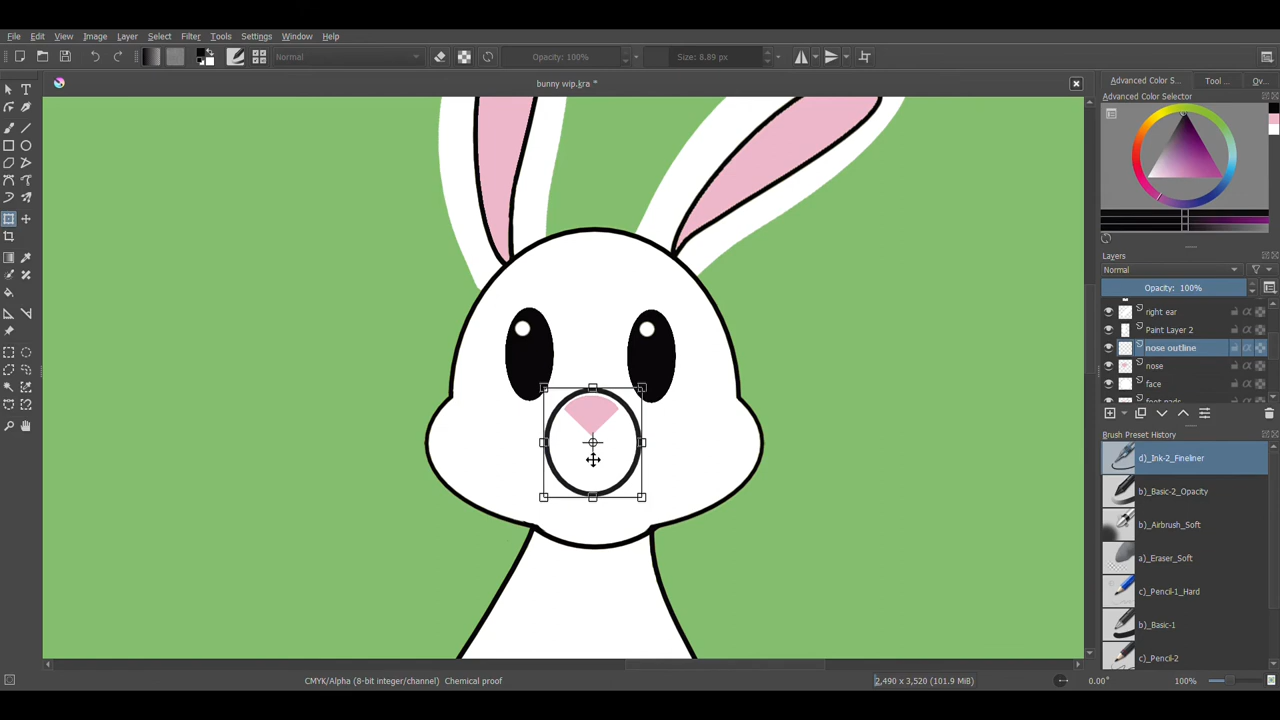 File Edit View Image Layer Select Filter Tools Settings Window Help
Normal Opacity: 100% Size: 8.89 px
bunny wip.kra *
Advanced Color S... Tool ... Ov...
Advanced Color Selector
Layers
Normal
Opacity: 100%
right ear
Paint Layer 2
nose outline
nose
face
foot pads
Brush Preset History
d)_Ink-2_Fineliner
b)_Basic-2_Opacity
b)_Airbrush_Soft
a)_Eraser_Soft
c)_Pencil-1_Hard
b)_Basic-1
c)_Pencil-2
CMYK/Alpha (8-bit integer/channel) Chemical proof 2,490 x 3,520 (101.9 MiB) 0.00° 100%